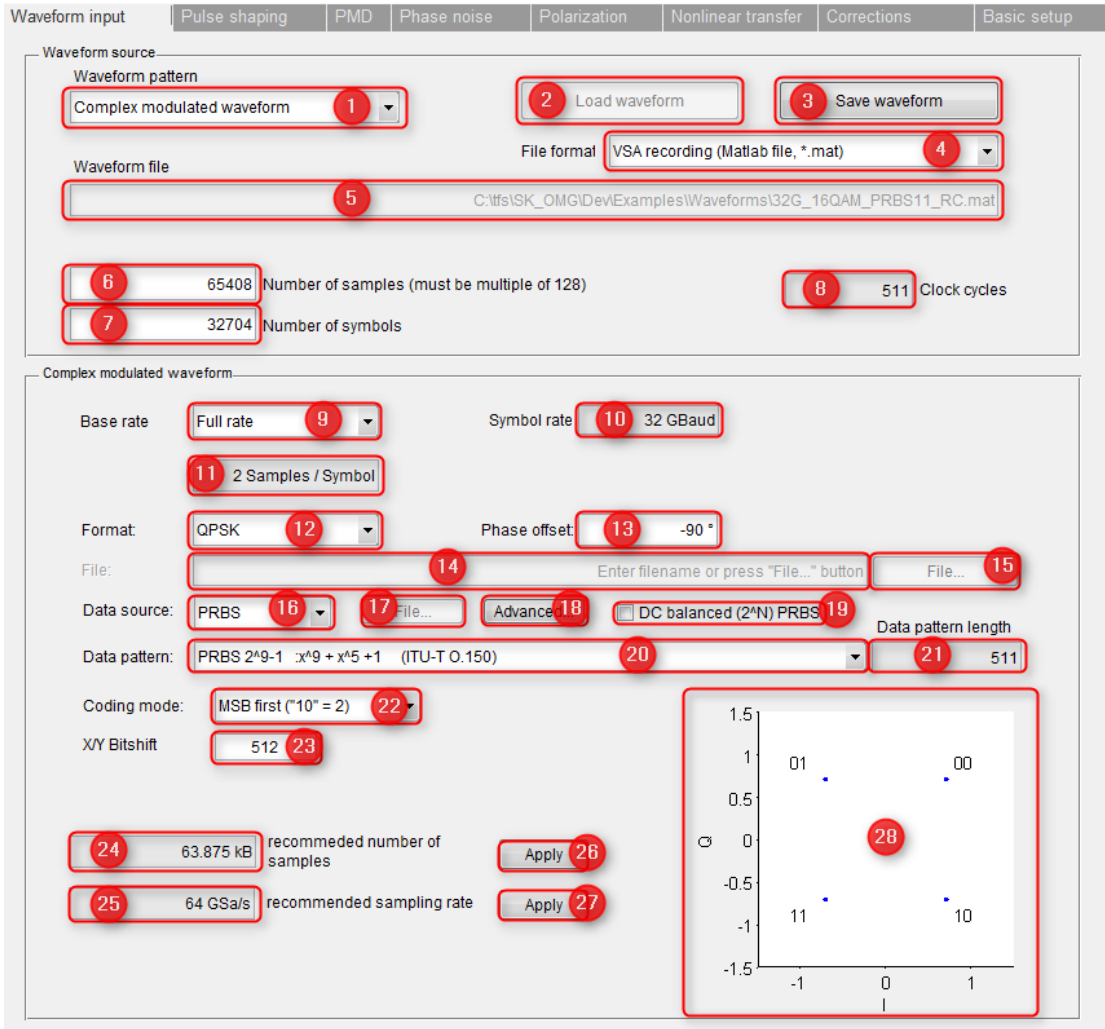 Waveform input Pulse shaping PMD Phase noise Polarization Nonlinear transfer Corrections Basic setup
Waveform source
Waveform pattern
Complex modulated waveform 1 2 Load waveform 3 Save waveform
File format VSA recording (Matlab file, *.mat) 4
Waveform file
5 C:\tfs\SK_OMG\Dev\Examples\Waveforms\32G_16QAM_PRBS11_RC.mat
6 65408 Number of samples (must be multiple of 128) 8 511 Clock cycles
7 32704 Number of symbols
Complex modulated waveform
Base rate Full rate 9 Symbol rate 10 32 GBaud
11 2 Samples / Symbol
Format: QPSK 12 Phase offset: 13 -90 °
File: 14 Enter filename or press "File..." button File... 15
Data source: PRBS 16 17 File... Advanced... 18 DC balanced (2^N) PRBS 19
Data pattern length
Data pattern: PRBS 2^9-1 :x^9 + x^5 +1 (ITU-T O.150) 20 21 511
Coding mode: MSB first ("10" = 2) 22
X/Y Bitshift 512 23
24 63.875 kB recommeded number of
samples Apply 26
25 64 GSa/s recommended sampling rate Apply 27
1.5
1 01 00
0.5
Q 0 28
-0.5
-1 11 10
-1.5
-1 0 1
I